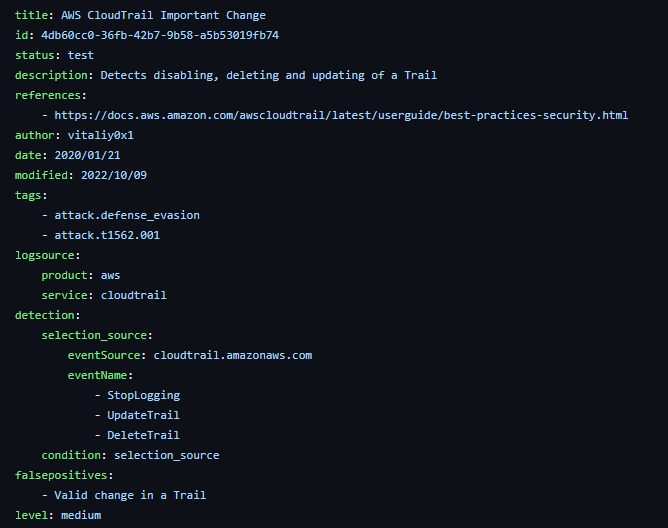 title: AWS CloudTrail Important Change
id: 4db60cc0-36fb-42b7-9b58-a5b53019fb74
status: test
description: Detects disabling, deleting and updating of a Trail
references:
    - https://docs.aws.amazon.com/awscloudtrail/latest/userguide/best-practices-security.html
author: vitaliy0x1
date: 2020/01/21
modified: 2022/10/09
tags:
    - attack.defense_evasion
    - attack.t1562.001
logsource:
    product: aws
    service: cloudtrail
detection:
    selection_source:
        eventSource: cloudtrail.amazonaws.com
        eventName:
            - StopLogging
            - UpdateTrail
            - DeleteTrail
    condition: selection_source
falsepositives:
    - Valid change in a Trail
level: medium